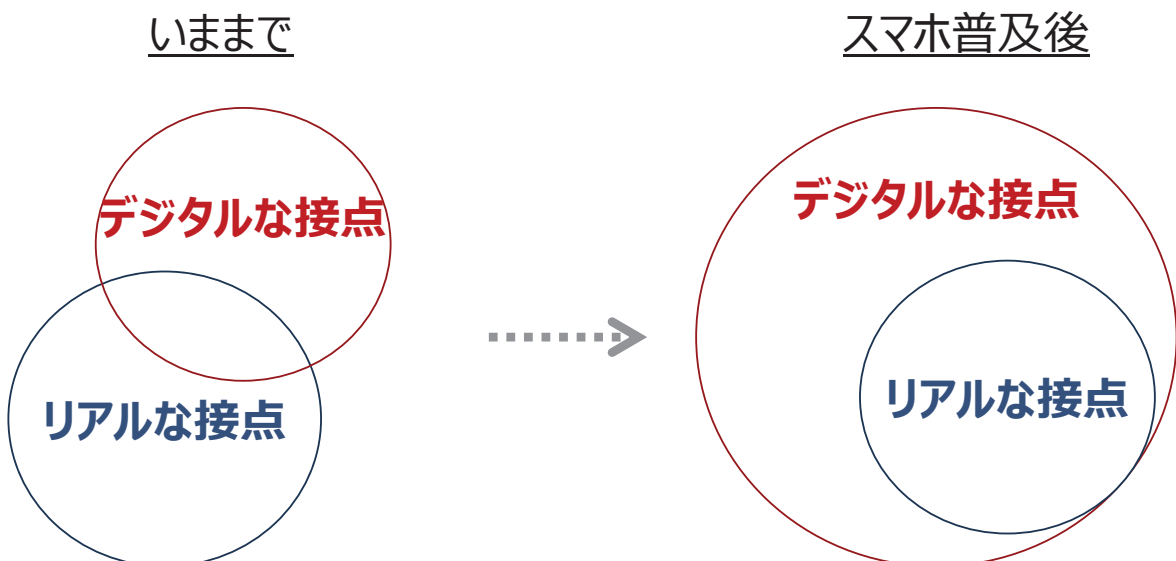 いままで
スマホ普及後
デジタルな接点
デジタルな接点
リアルな接点
リアルな接点